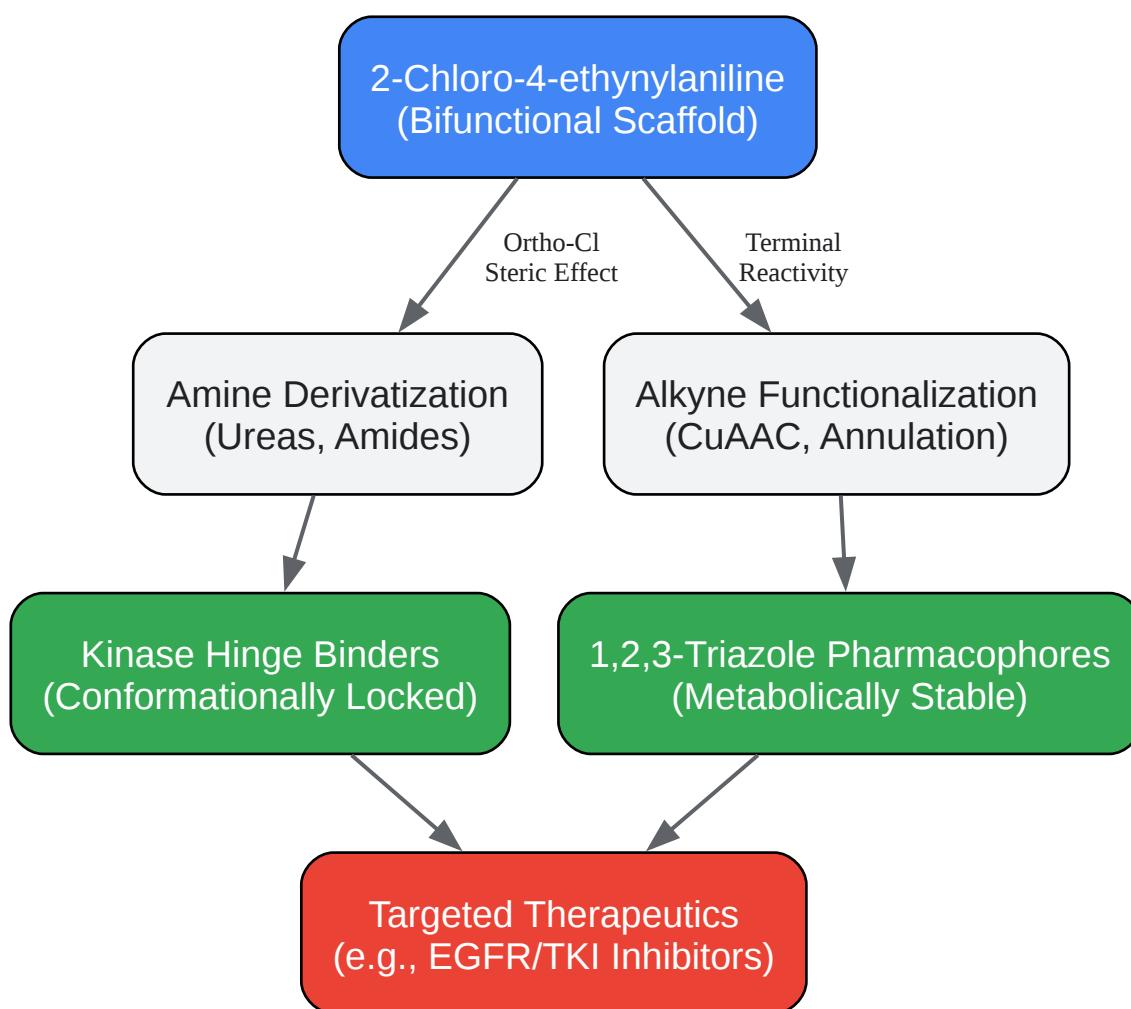 2-Chloro-4-ethynylaniline
(Bifunctional Scaffold)
Ortho-Cl
Steric Effect
Terminal
Reactivity
Amine Derivatization
(Ureas, Amides)
Alkyne Functionalization
(CuAAC, Annulation)
Kinase Hinge Binders
(Conformationally Locked)
1,2,3-Triazole Pharmacophores
(Metabolically Stable)
Targeted Therapeutics
(e.g., EGFR/TKI Inhibitors)